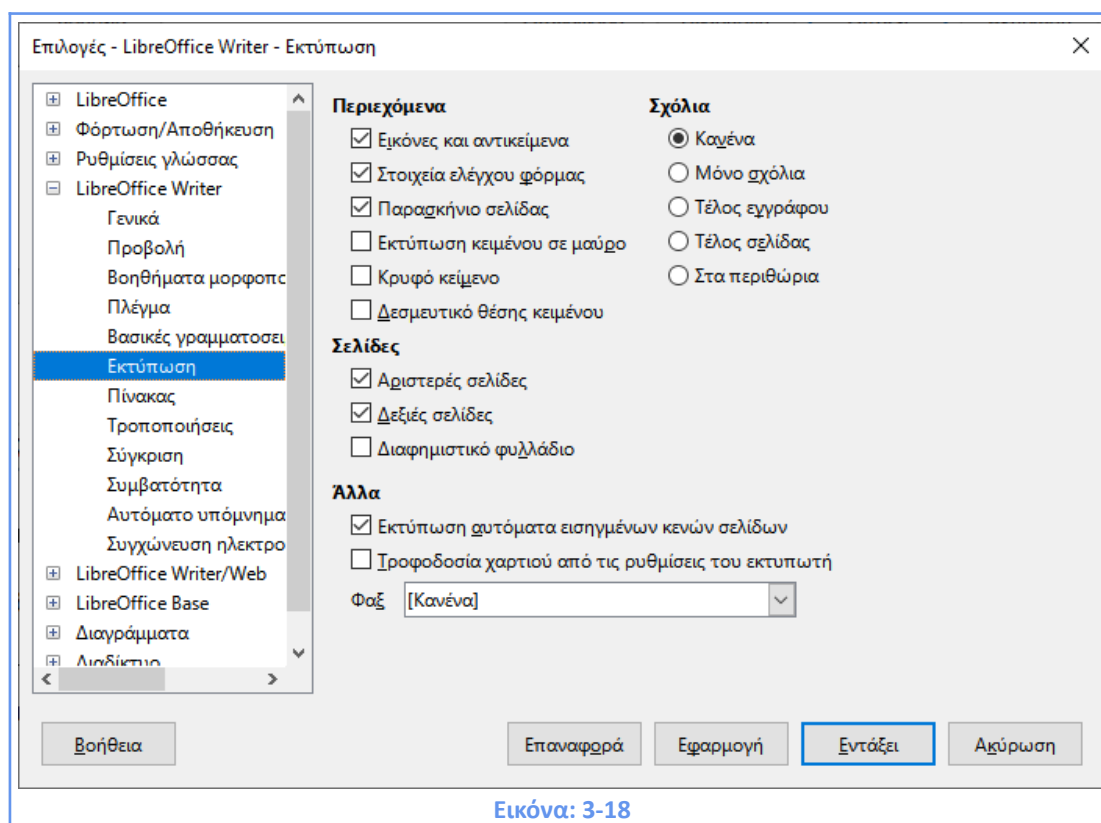 Επιλογές - LibreOffice Writer - Εκτύπωση
LibreOffice
Φόρτωση/Αποθήκευση
Ρυθμίσεις γλώσσας
LibreOffice Writer
Γενικά
Προβολή
Βοηθήματα μορφοπο
Πλέγμα
Βασικές γραμματοσει
Εκτύπωση
Πίνακας
Τροποποιήσεις
Σύγκριση
Συμβατότητα
Αυτόματο υπόμνημα
Συγχώνευση ηλεκτρο
LibreOffice Writer/Web
LibreOffice Base
Διαγράμματα
Διαδίκτυο
Περιεχόμενα
Εικόνες και αντικείμενα
Στοιχεία ελέγχου φόρμας
Παρασκήνιο σελίδας
Εκτύπωση κειμένου σε μαύρο
Κρυφό κείμενο
Δεσμευτικό θέσης κειμένου
Σχόλια
Κανένα
Μόνο σχόλια
Τέλος εγγράφου
Τέλος σελίδας
Στα περιθώρια
Σελίδες
Αριστερές σελίδες
Δεξιές σελίδες
Διαφημιστικό φυλλάδιο
Άλλα
Εκτύπωση αυτόματα εισηγμένων κενών σελίδων
Τροφοδοσία χαρτιού από τις ρυθμίσεις του εκτυπωτή
Φαξ [Κανένα]
Βοήθεια Επαναφορά Εφαρμογή Εντάξει Ακύρωση
Εικόνα: 3-18